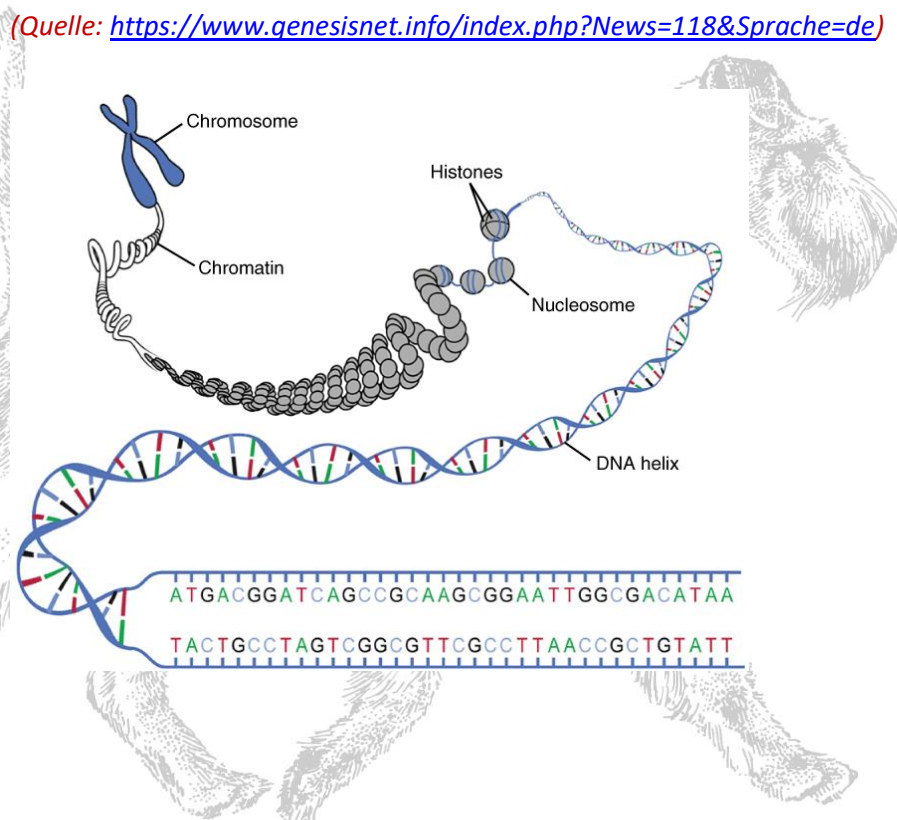 (Quelle: https://www.genesisnet.info/index.php?News=118&Sprache=de)
Chromosome
Histones
Chromatin
Nucleosome
DNA helix
ATGACGGATCAGCCGCAAGCGGAATTGGCGACATAA
TACTGCCTAGTCGGCGTTCGCCTTAACCGCTGTATT